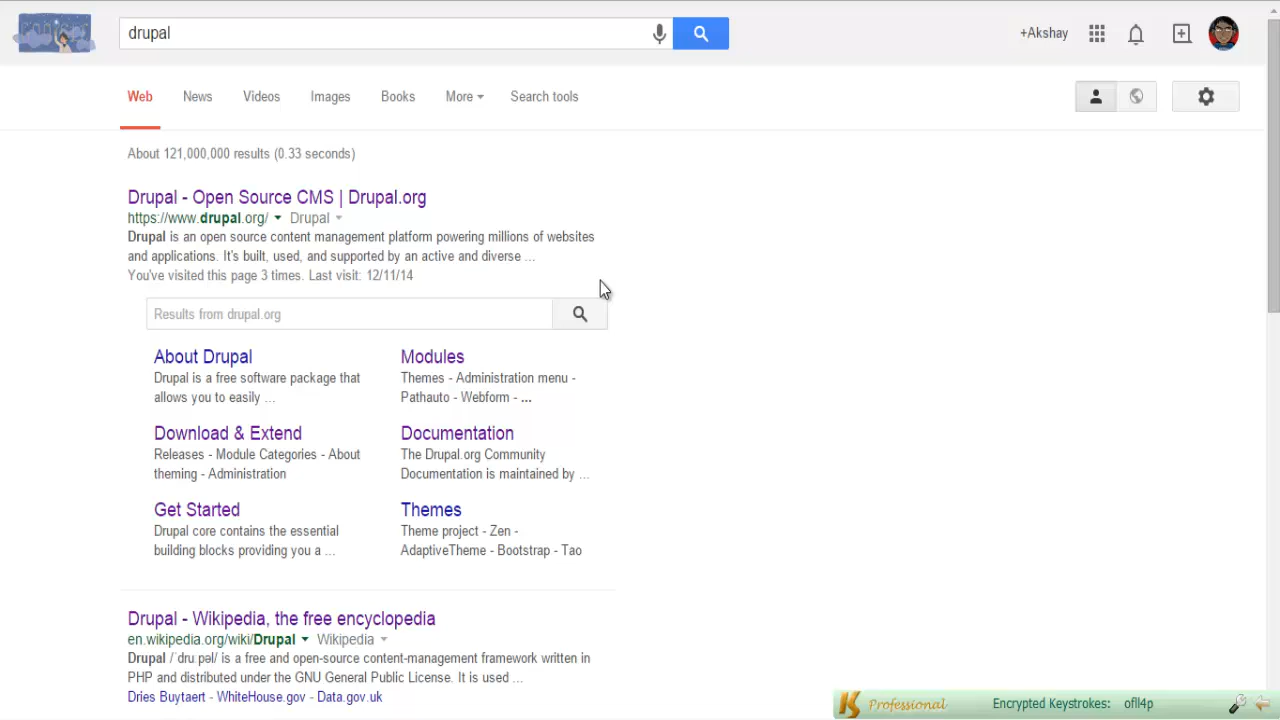 drupal
+Akshay
Web News Videos Images Books More Search tools
About 121,000,000 results (0.33 seconds)
Drupal - Open Source CMS | Drupal.org
https://www.drupal.org/ Drupal
Drupal is an open source content management platform powering millions of websites
and applications. It's built, used, and supported by an active and diverse ...
You've visited this page 3 times. Last visit: 12/11/14
Results from drupal.org
About Drupal
Drupal is a free software package that
allows you to easily ...
Modules
Themes - Administration menu -
Pathauto - Webform - ...
Download & Extend
Releases - Module Categories - About
theming - Administration
Documentation
The Drupal.org Community
Documentation is maintained by ...
Get Started
Drupal core contains the essential
building blocks providing you a ...
Themes
Theme project - Zen -
AdaptiveTheme - Bootstrap - Tao
Drupal - Wikipedia, the free encyclopedia
en.wikipedia.org/wiki/Drupal Wikipedia
Drupal /ˈdruːpəl/ is a free and open-source content-management framework written in
PHP and distributed under the GNU General Public License. It is used ...
Dries Buytaert - WhiteHouse.gov - Data.gov.uk
Professional Encrypted Keystrokes: ofll4p